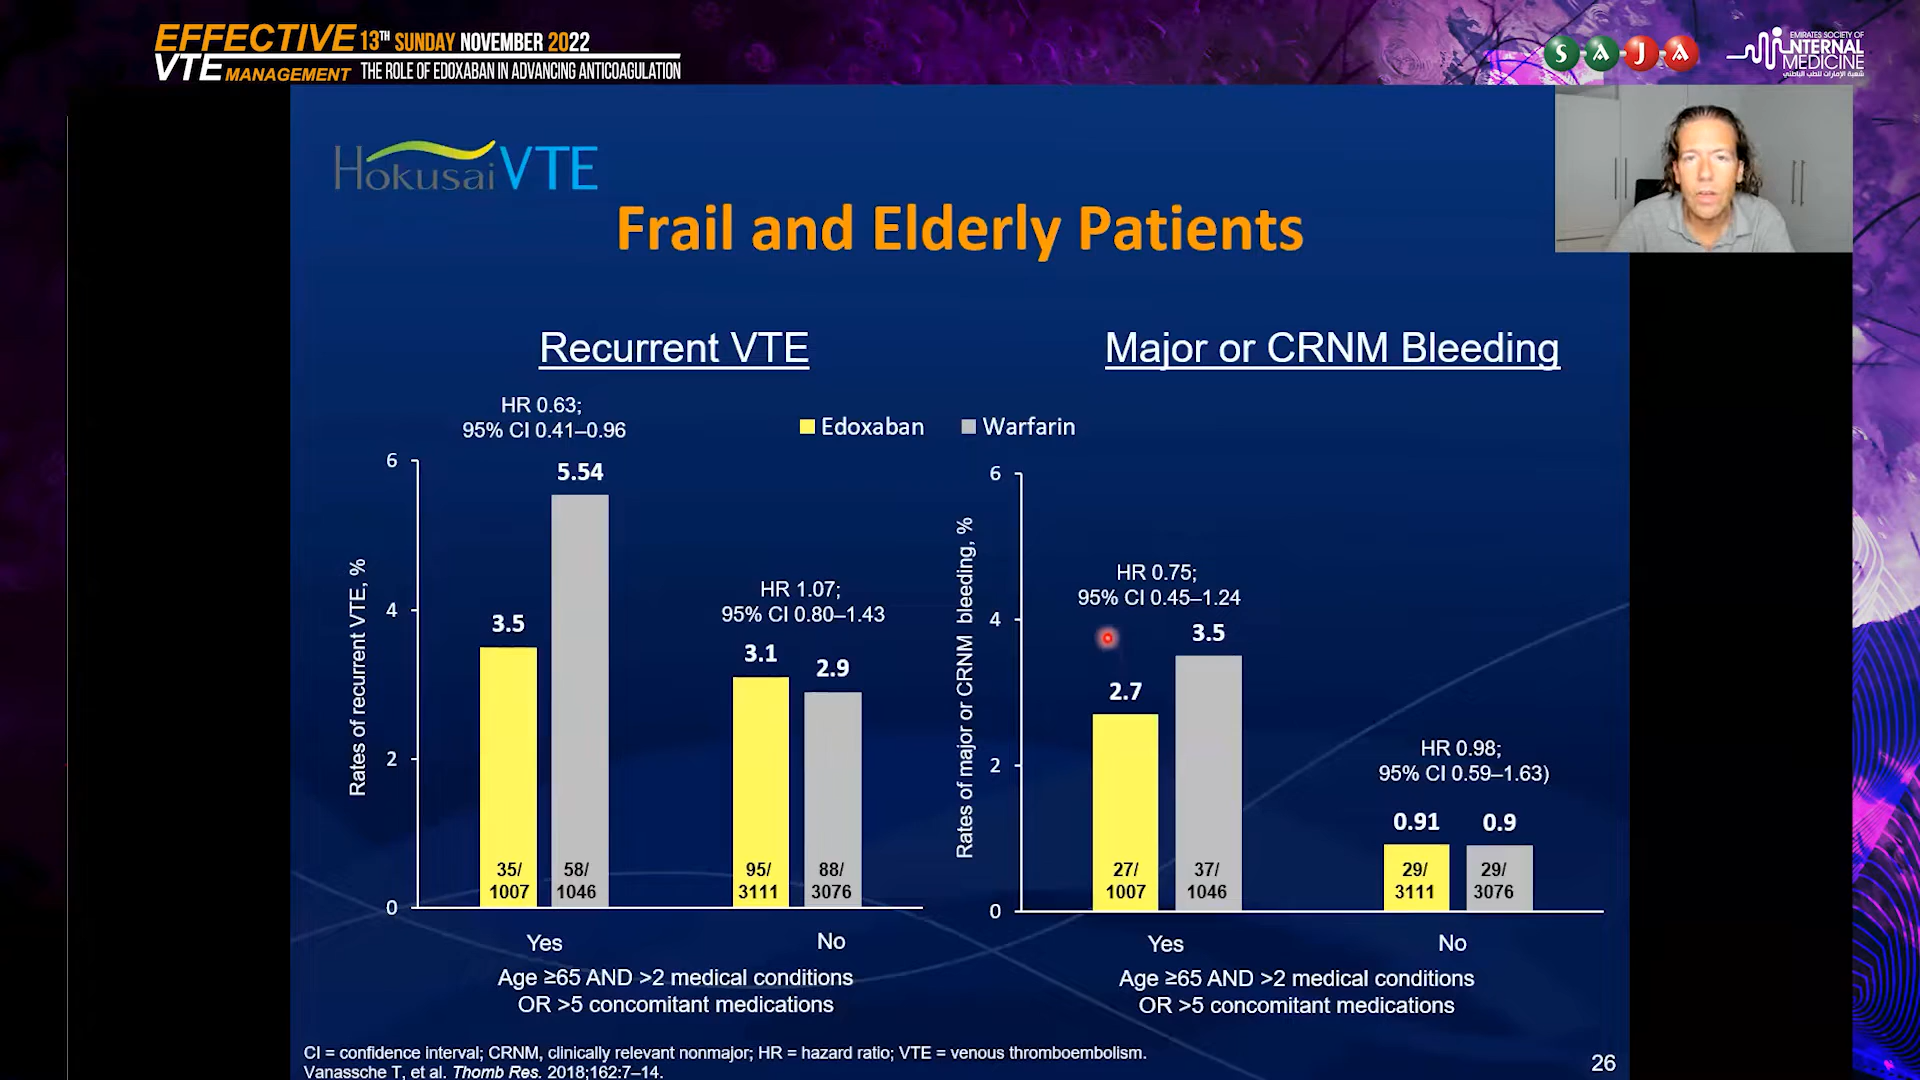 EFFECTIVE
VTE MANAGEMENT
13TH SUNDAY NOVEMBER 2022
THE ROLE OF EDOXABAN IN ADVANCING ANTICOAGULATION
SAJA
EMIRATES SOCIETY OF
INTERNAL
MEDICINE
شعبة الإمارات للطب الباطني
Hokusai VTE
Frail and Elderly Patients
Recurrent VTE
HR 0.63;
95% CI 0.41–0.96
Edoxaban
Warfarin
6
5.54
HR 1.07;
95% CI 0.80–1.43
4
3.5
3.1
2.9
2
0
Rates of recurrent VTE, %
35/
1007
58/
1046
95/
3111
88/
3076
Yes
No
Age ≥65 AND >2 medical conditions
OR >5 concomitant medications
Major or CRNM Bleeding
6
HR 0.75;
95% CI 0.45–1.24
4
3.5
2.7
HR 0.98;
95% CI 0.59–1.63)
2
0.91
0.9
0
Rates of major or CRNM bleeding, %
27/
1007
37/
1046
29/
3111
29/
3076
Yes
No
Age ≥65 AND >2 medical conditions
OR >5 concomitant medications
CI = confidence interval; CRNM, clinically relevant nonmajor; HR = hazard ratio; VTE = venous thromboembolism.
Vanassche T, et al. Thomb Res. 2018;162:7–14.
26